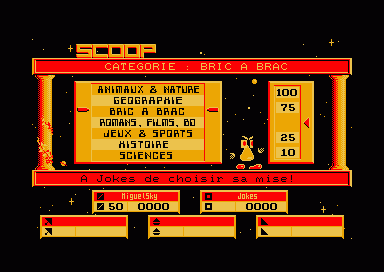 SCOOP
CATEGORIE : BRIC A BRAC
ANIMAUX & NATURE
GEOGRAPHIE
BRIC A BRAC
ROMANS, FILMS, BD
JEUX & SPORTS
HISTOIRE
SCIENCES
100
75
25
10
A Jokes de choisir sa mise!
MiguelSky
50 0000
Jokes
0000